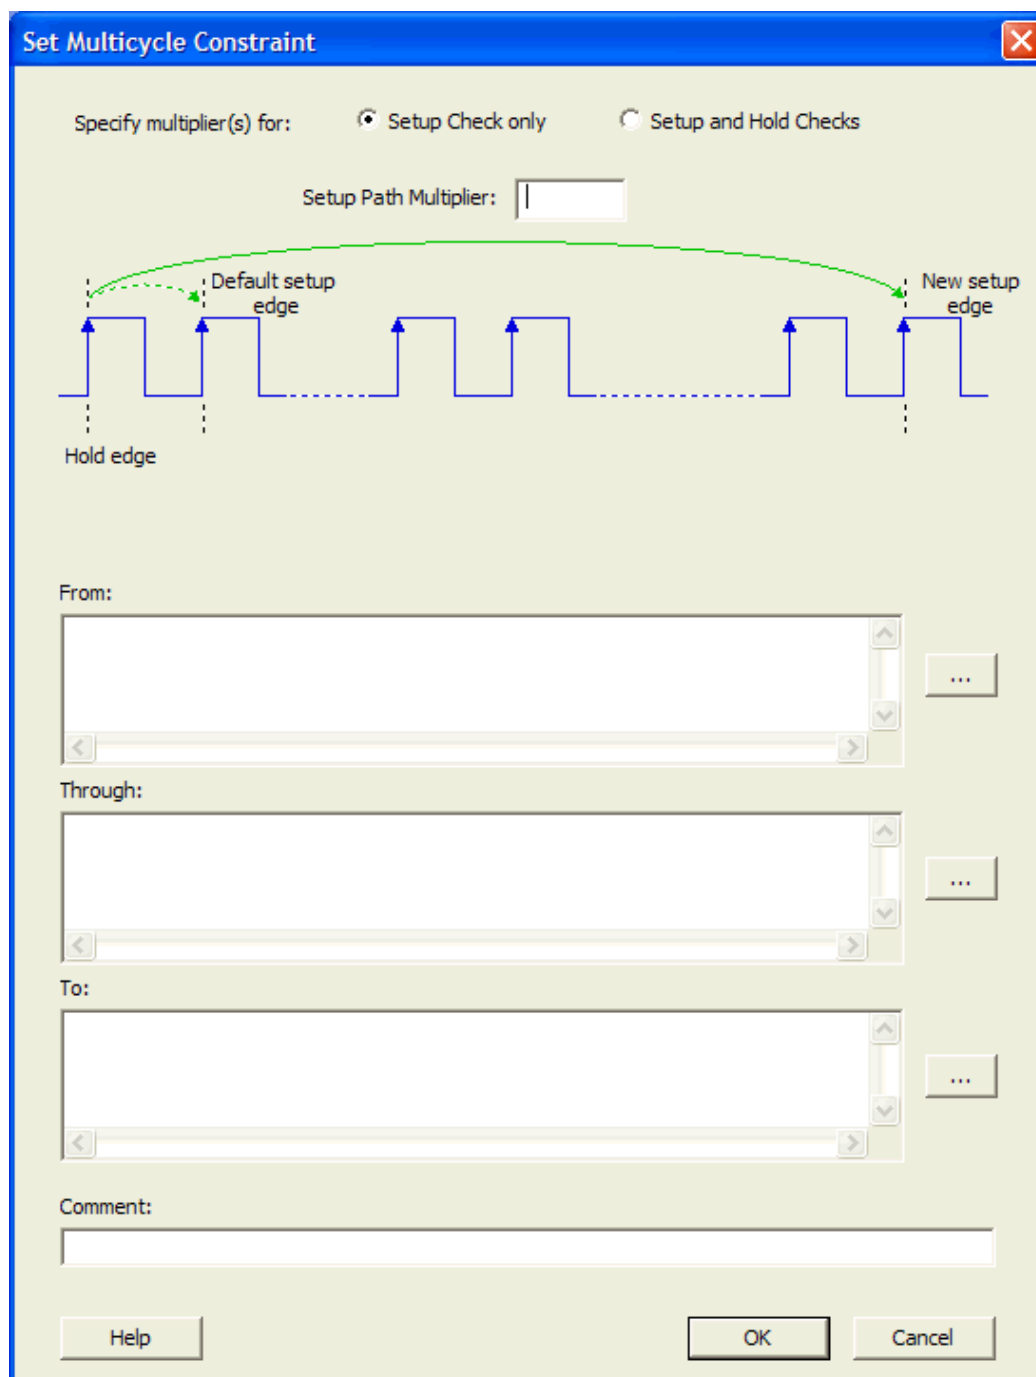 Set Multicycle Constraint
Specify multiplier(s) for: Setup Check only Setup and Hold Checks
Setup Path Multiplier:
Default setup
edge
New setup
edge
Hold edge
From:
...
Through:
...
To:
...
Comment:
Help OK Cancel